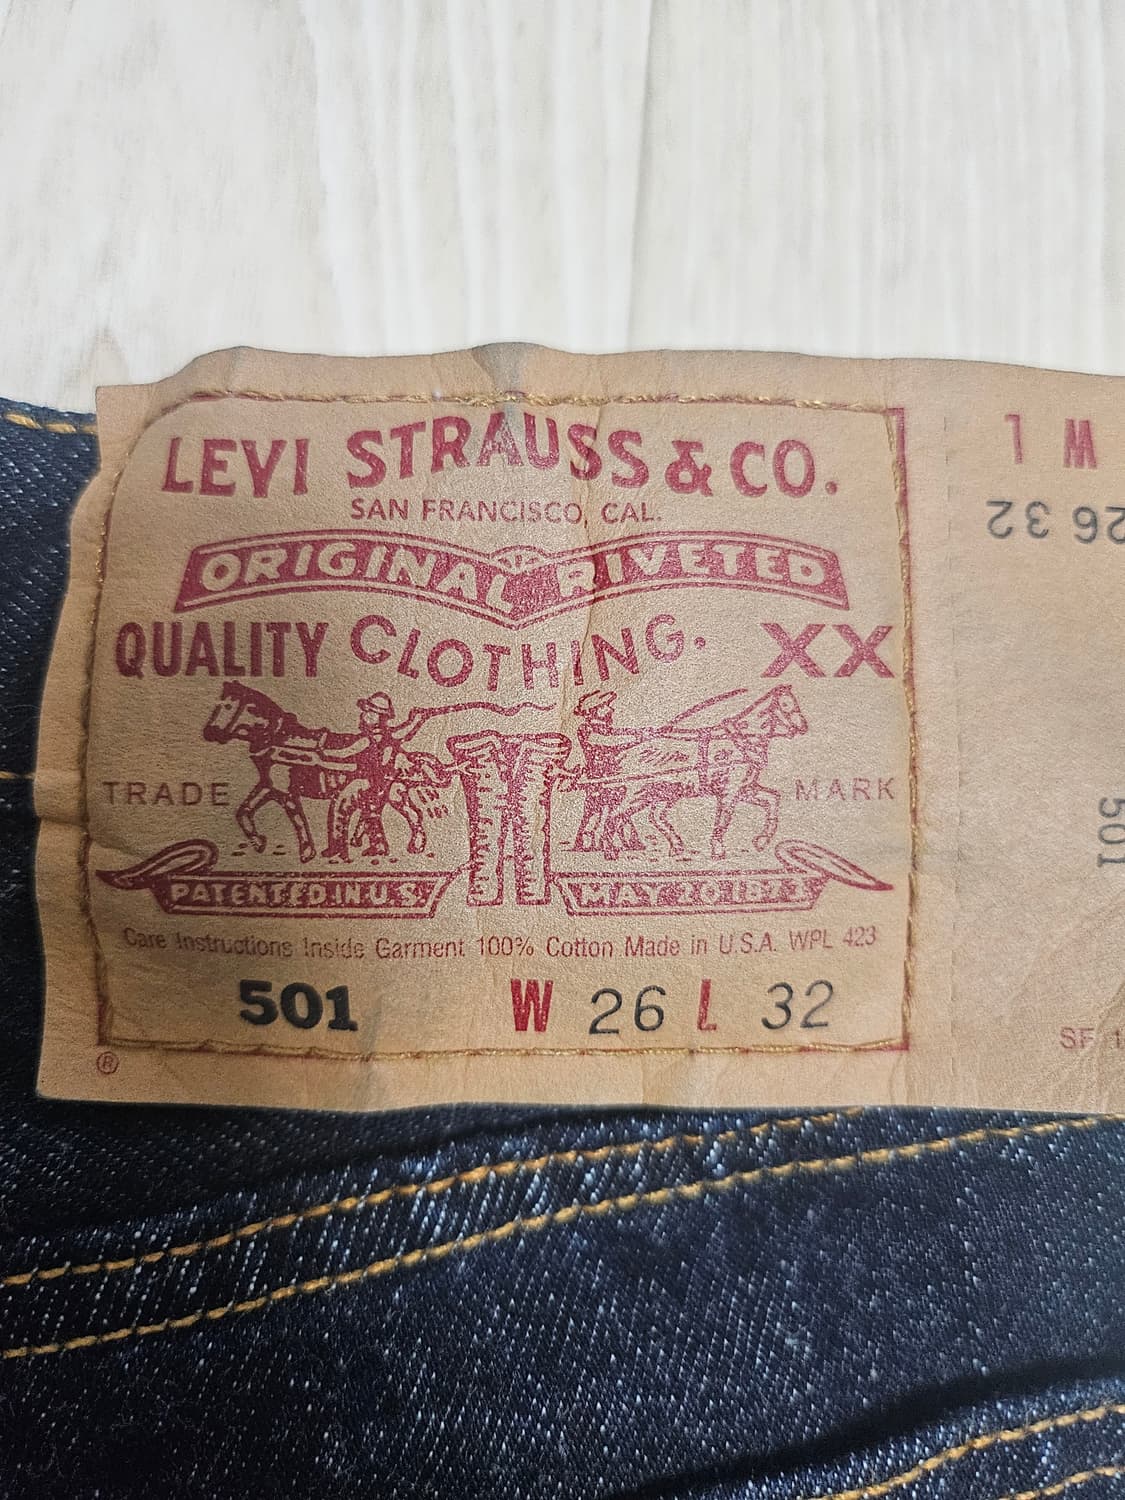 LEVI STRAUSS & CO.
SAN FRANCISCO, CAL.
ORIGINAL RIVETED
QUALITY CLOTHING. XX
TRADE MARK
PATENTED IN U.S. MAY 20 1873
Care Instructions Inside Garment 100% Cotton Made in U.S.A. WPL 423
501 W 26 L 32
®
W L
26 32
501
SF